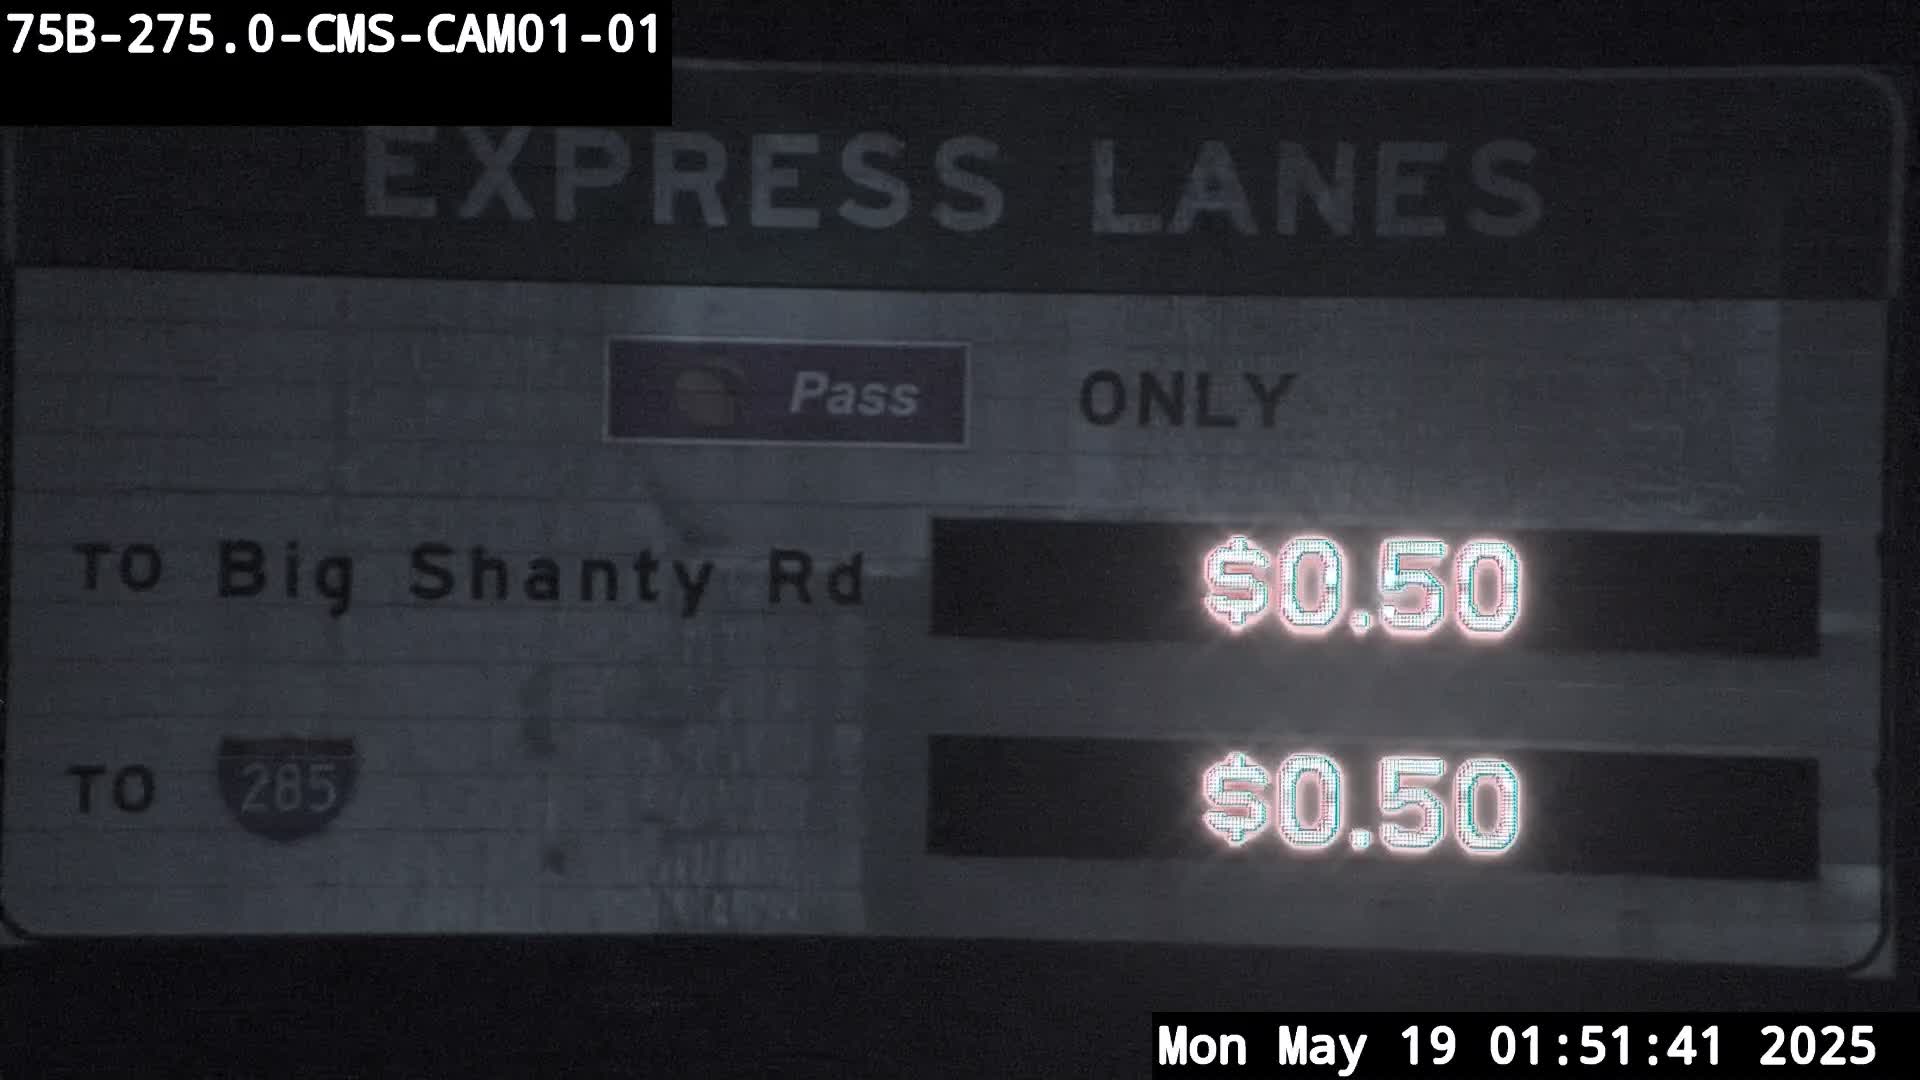 75B-275.0-CMS-CAM01-01
EXPRESS LANES
Pass ONLY
TO Big Shanty Rd $0.50
TO 285 $0.50
Mon May 19 01:51:41 2025